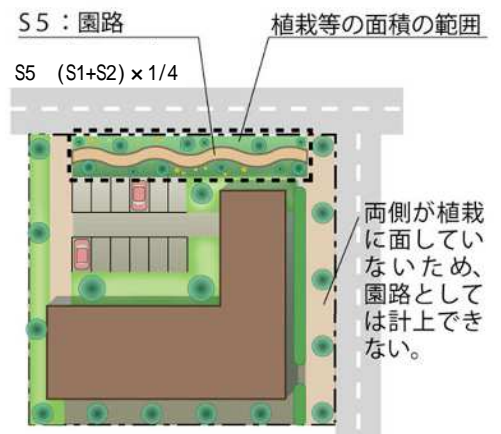 S5：園路
植栽等の面積の範囲
S5 (S1+S2) × 1/4
両側が植栽
に面してい
ないため、
園路として
は計上でき
ない。